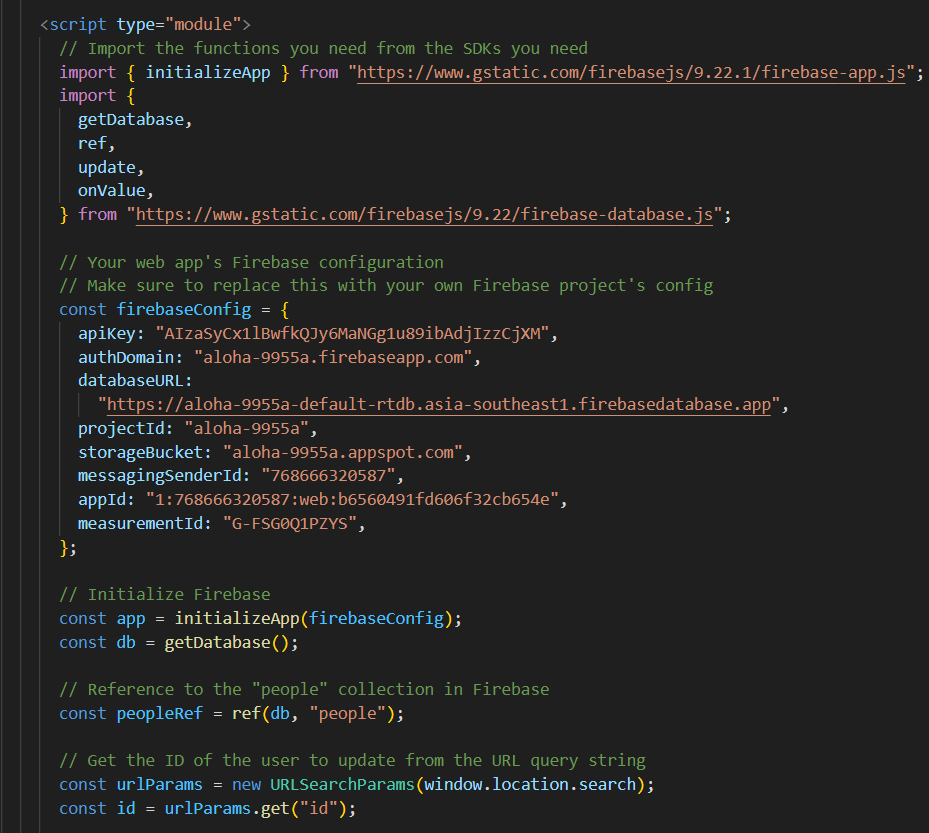 <script type="module">
// Import the functions you need from the SDKs you need
import { initializeApp } from "https://www.gstatic.com/firebasejs/9.22.1/firebase-app.js";
import {
getDatabase,
ref,
update,
onValue,
} from "https://www.gstatic.com/firebasejs/9.22/firebase-database.js";
// Your web app's Firebase configuration
// Make sure to replace this with your own Firebase project's config
const firebaseConfig = {
apiKey: "AIzaSyCx1lBwfkQJy6MaNGg1u89ibAdjIzzCjXM",
authDomain: "aloha-9955a.firebaseapp.com",
databaseURL:
"https://aloha-9955a-default-rtdb.asia-southeast1.firebasedatabase.app",
projectId: "aloha-9955a",
storageBucket: "aloha-9955a.appspot.com",
messagingSenderId: "768666320587",
appId: "1:768666320587:web:b6560491fd606f32cb654e",
measurementId: "G-FSG0Q1PZYS",
};
// Initialize Firebase
const app = initializeApp(firebaseConfig);
const db = getDatabase();
// Reference to the "people" collection in Firebase
const peopleRef = ref(db, "people");
// Get the ID of the user to update from the URL query string
const urlParams = new URLSearchParams(window.location.search);
const id = urlParams.get("id");